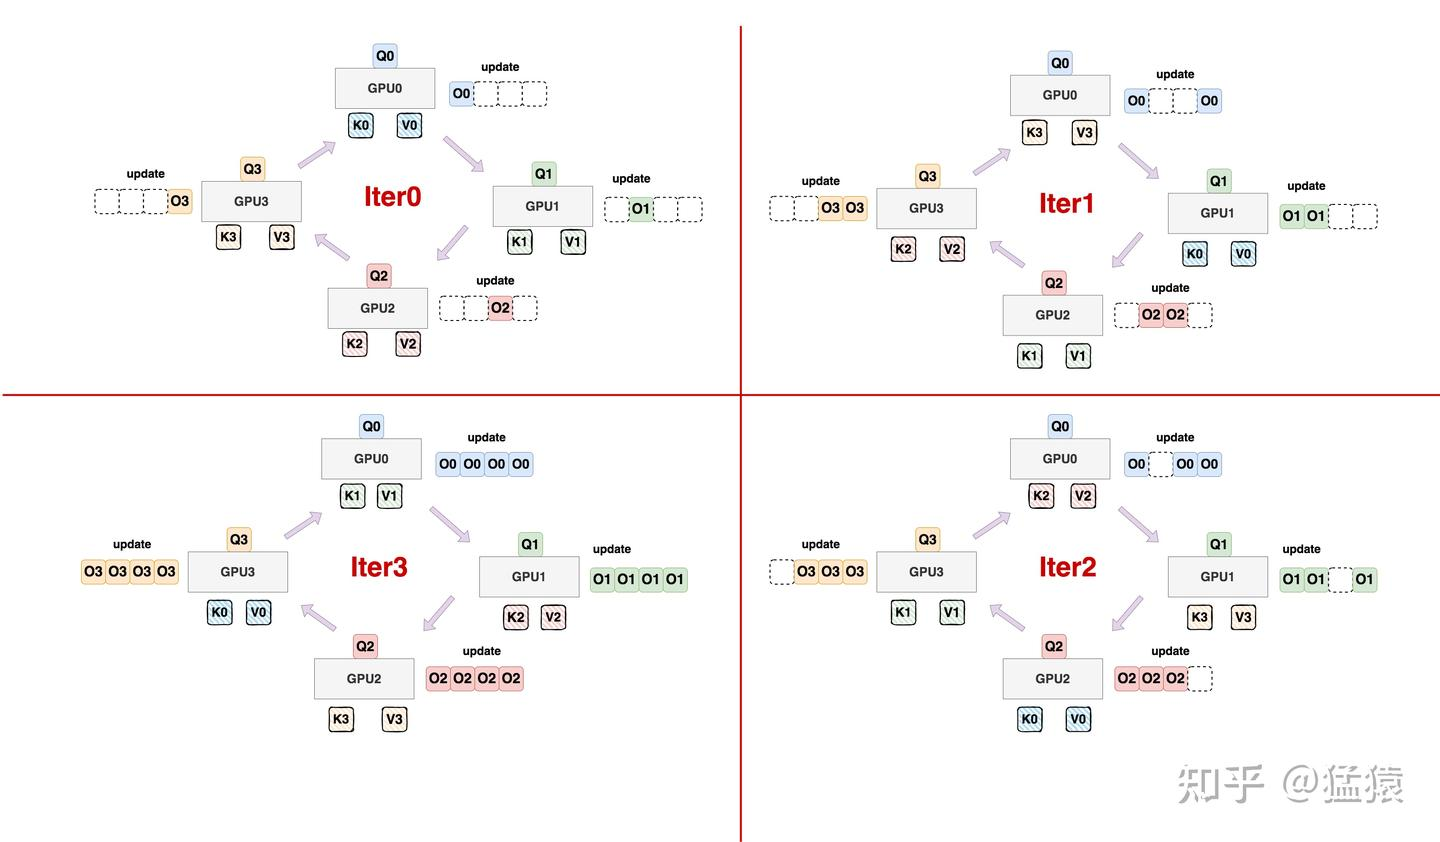 Q0
GPU0
update
O0
K0 V0
Q3
GPU3
update
O3
K3 V3
Iter0
Q1
GPU1
update
O1
K1 V1
Q2
GPU2
update
O2
K2 V2
Q0
GPU0
update
O0 O0
K3 V3
Q3
GPU3
update
O3 O3
K2 V2
Iter1
Q1
GPU1
update
O1 O1
K0 V0
Q2
GPU2
update
O2 O2
K1 V1
Q0
GPU0
update
O0 O0 O0 O0
K1 V1
Q3
GPU3
update
O3 O3 O3 O3
K0 V0
Iter3
Q1
GPU1
update
O1 O1 O1 O1
K2 V2
Q2
GPU2
update
O2 O2 O2 O2
K3 V3
Q0
GPU0
update
O0 O0 O0
K2 V2
Q3
GPU3
update
O3 O3 O3
K1 V1
Iter2
Q1
GPU1
update
O1 O1 O1
K3 V3
Q2
GPU2
update
O2 O2 O2
K0 V0
知乎 @猛猿